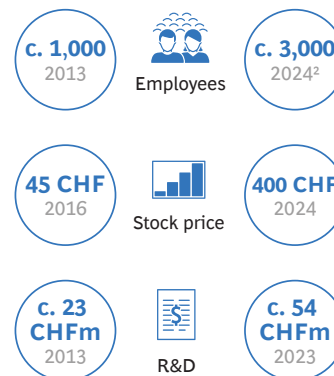 c. 1,000
2013
Employees
c. 3,000
2024²
45 CHF
2016
Stock price
400 CHF
2024
c. 23
CHFm
2013
$
R&D
c. 54
CHFm
2023